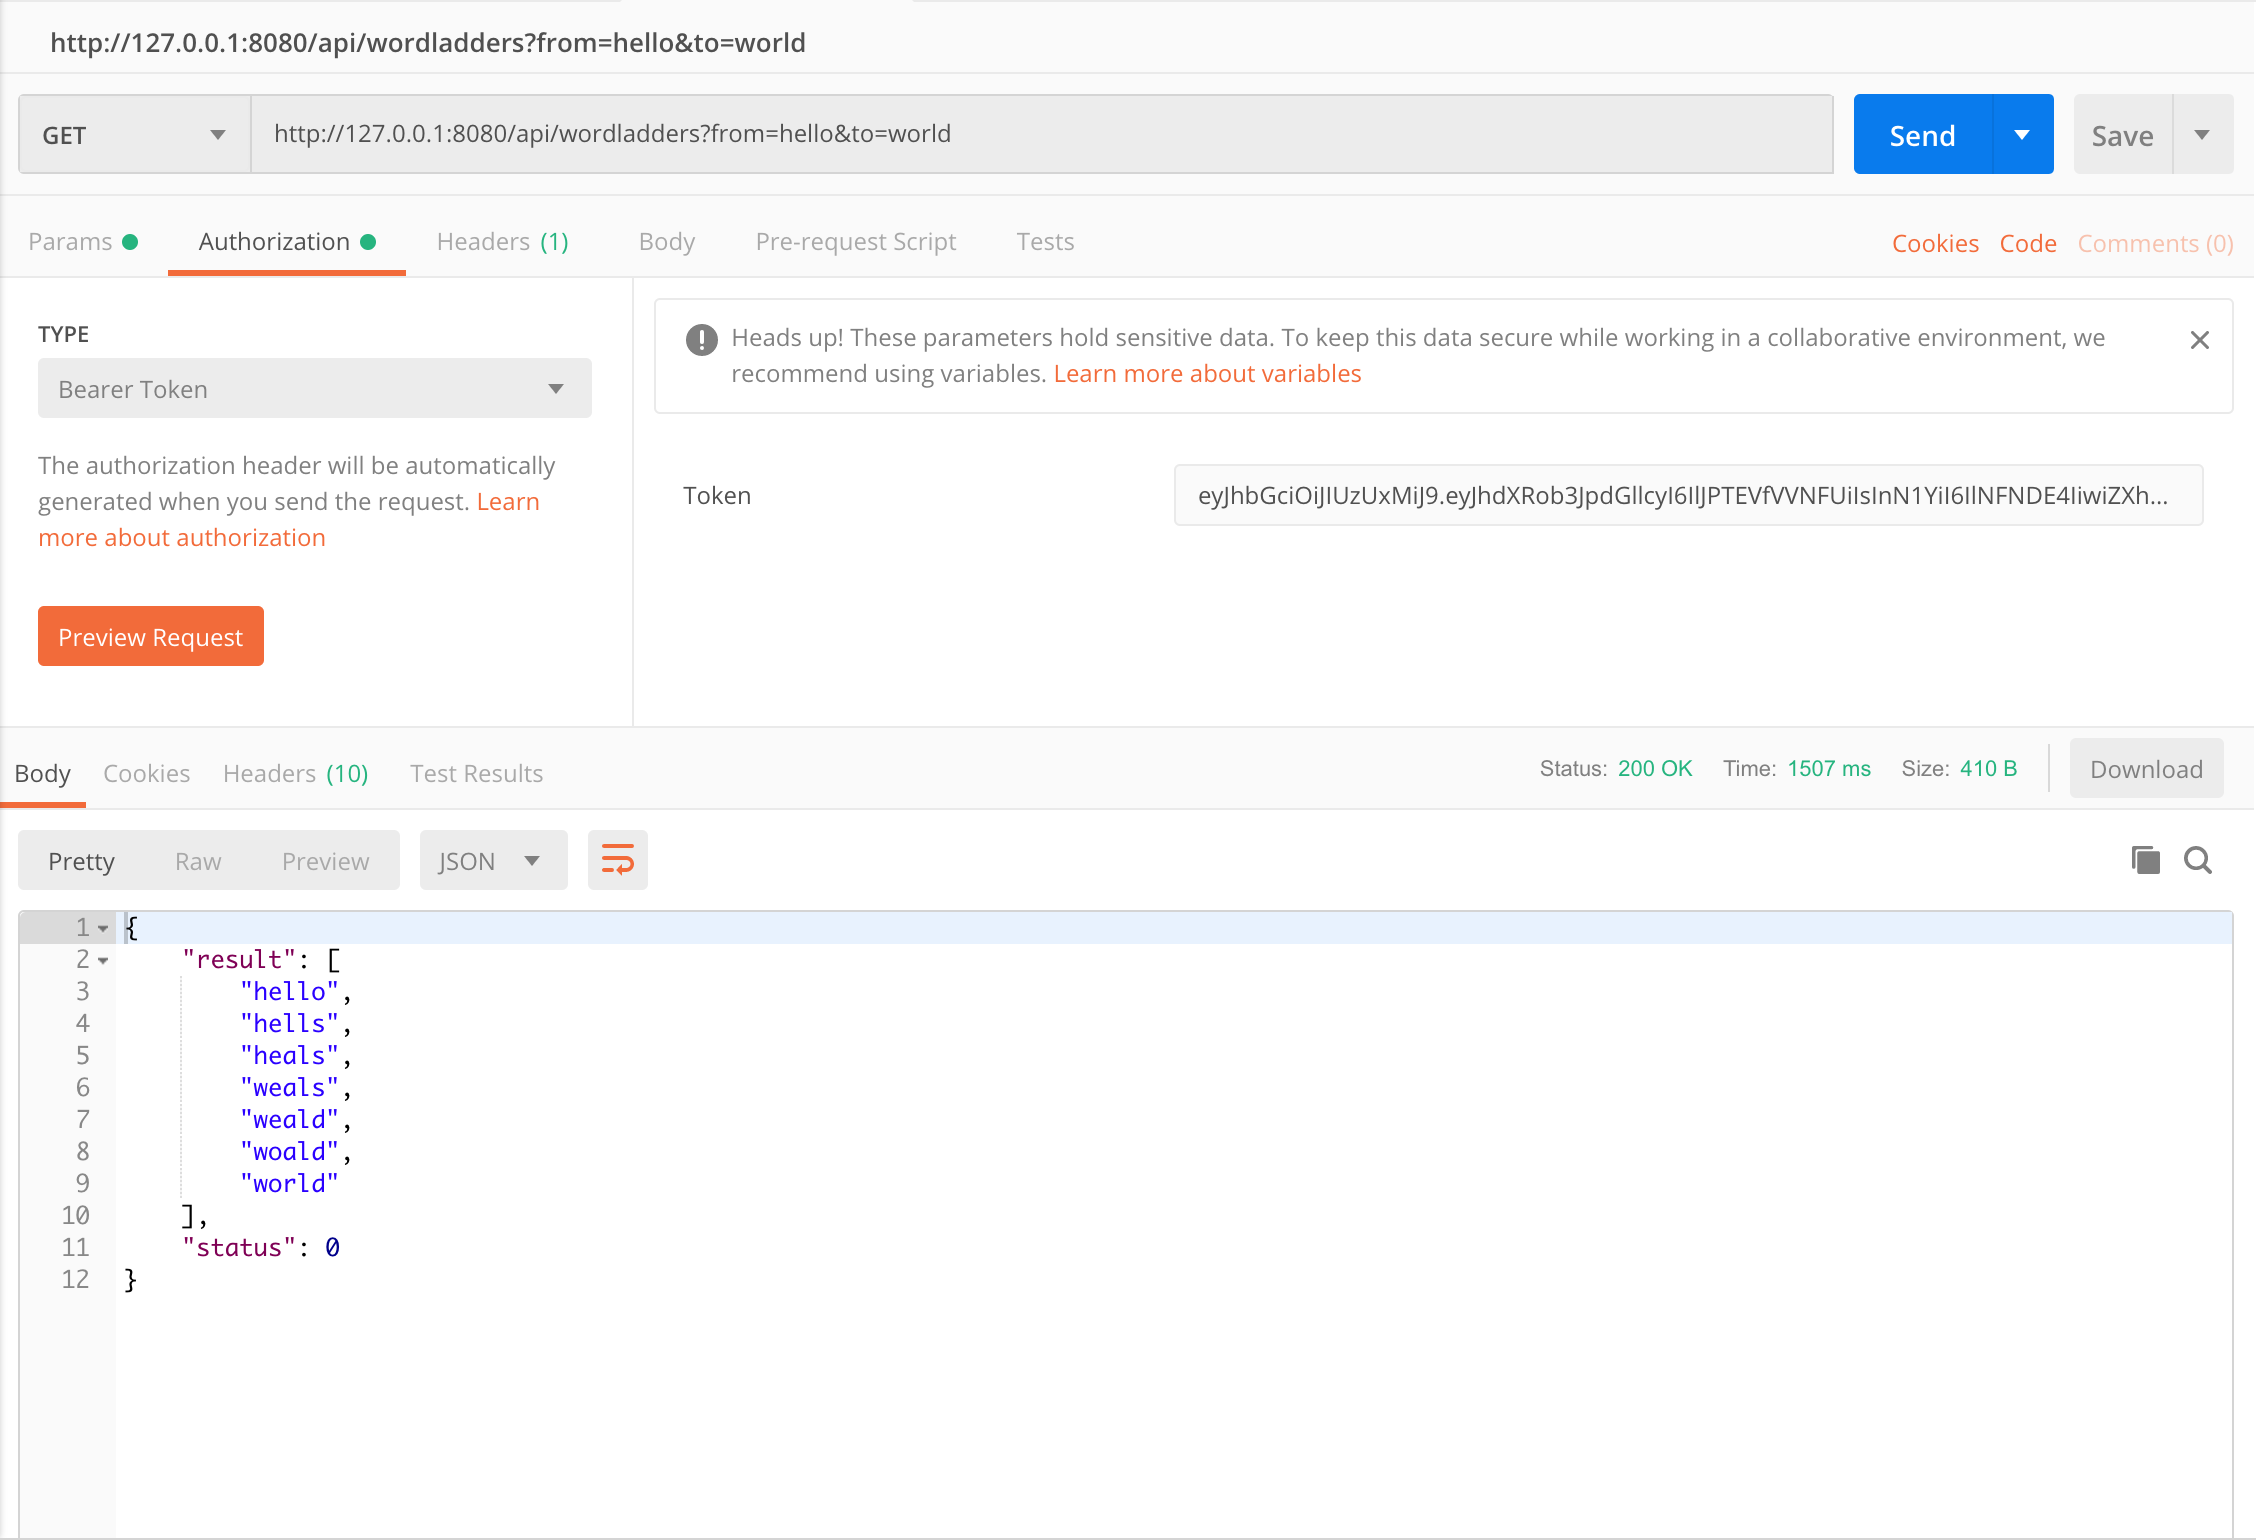 http://127.0.0.1:8080/api/wordladders?from=hello&to=world
GET http://127.0.0.1:8080/api/wordladders?from=hello&to=world Send Save
Params Authorization Headers (1) Body Pre-request Script Tests Cookies Code Comments (0)
TYPE
Bearer Token
The authorization header will be automatically
generated when you send the request. Learn
more about authorization
Preview Request
Heads up! These parameters hold sensitive data. To keep this data secure while working in a collaborative environment, we
recommend using variables. Learn more about variables
Token eyJhbGciOiJIUzUxMiJ9.eyJhdXRob3JpdGllcyI6IlJPTEVfVVNFUiIsInN1YiI6IlNFNDE4IiwiZXh...
Body Cookies Headers (10) Test Results Status: 200 OK Time: 1507 ms Size: 410 B Download
Pretty Raw Preview JSON
1 {
2 "result": [
3 "hello",
4 "hells",
5 "heals",
6 "weals",
7 "weald",
8 "woald",
9 "world"
10 ],
11 "status": 0
12 }